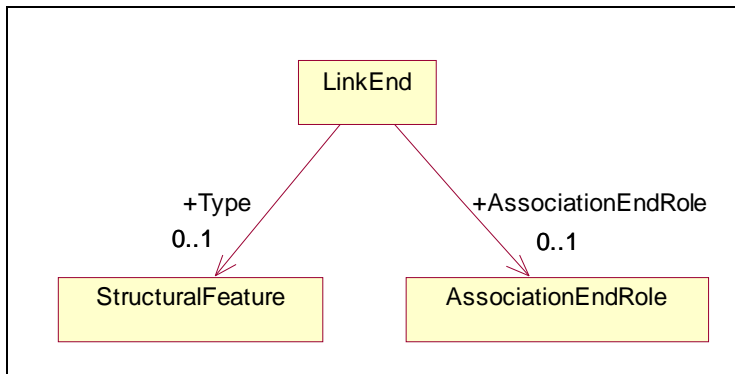 LinkEnd
+Type
+AssociationEndRole
0..1
0..1
StructuralFeature
AssociationEndRole